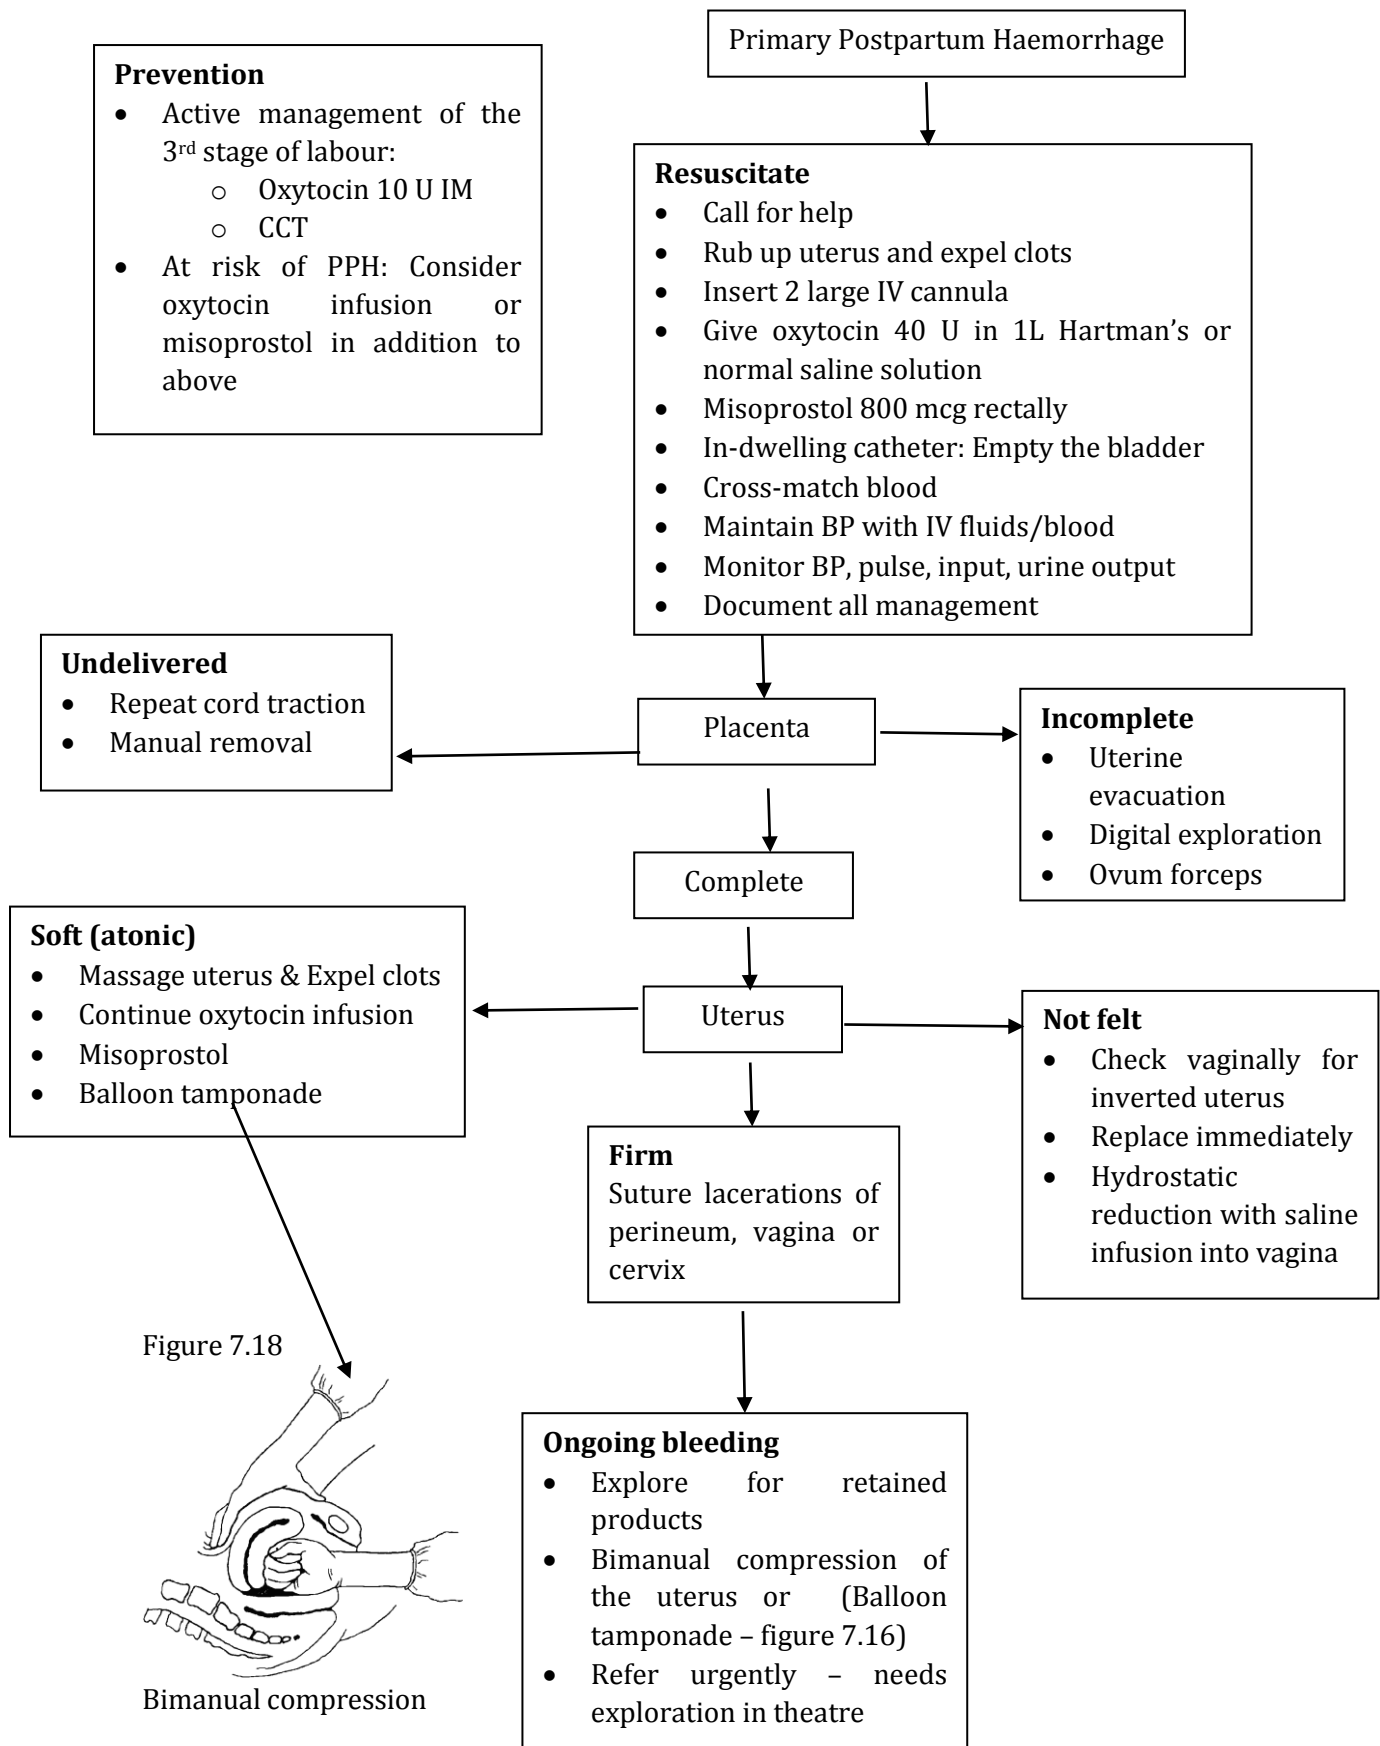 Primary Postpartum Haemorrhage
Prevention
• Active management of the
3rd stage of labour:
o Oxytocin 10 U IM
o CCT
• At risk of PPH: Consider
oxytocin infusion or
misoprostol in addition to
above
Resuscitate
• Call for help
• Rub up uterus and expel clots
• Insert 2 large IV cannula
• Give oxytocin 40 U in 1L Hartman’s or
normal saline solution
• Misoprostol 800 mcg rectally
• In-dwelling catheter: Empty the bladder
• Cross-match blood
• Maintain BP with IV fluids/blood
• Monitor BP, pulse, input, urine output
• Document all management
Undelivered
• Repeat cord traction
• Manual removal
Placenta
Incomplete
• Uterine
evacuation
• Digital exploration
• Ovum forceps
Complete
Soft (atonic)
• Massage uterus & Expel clots
• Continue oxytocin infusion
• Misoprostol
• Balloon tamponade
Uterus
Not felt
• Check vaginally for
inverted uterus
• Replace immediately
• Hydrostatic
reduction with saline
infusion into vagina
Firm
Suture lacerations of
perineum, vagina or
cervix
Figure 7.18
Bimanual compression
Ongoing bleeding
• Explore for retained
products
• Bimanual compression of
the uterus or (Balloon
tamponade – figure 7.16)
• Refer urgently – needs
exploration in theatre